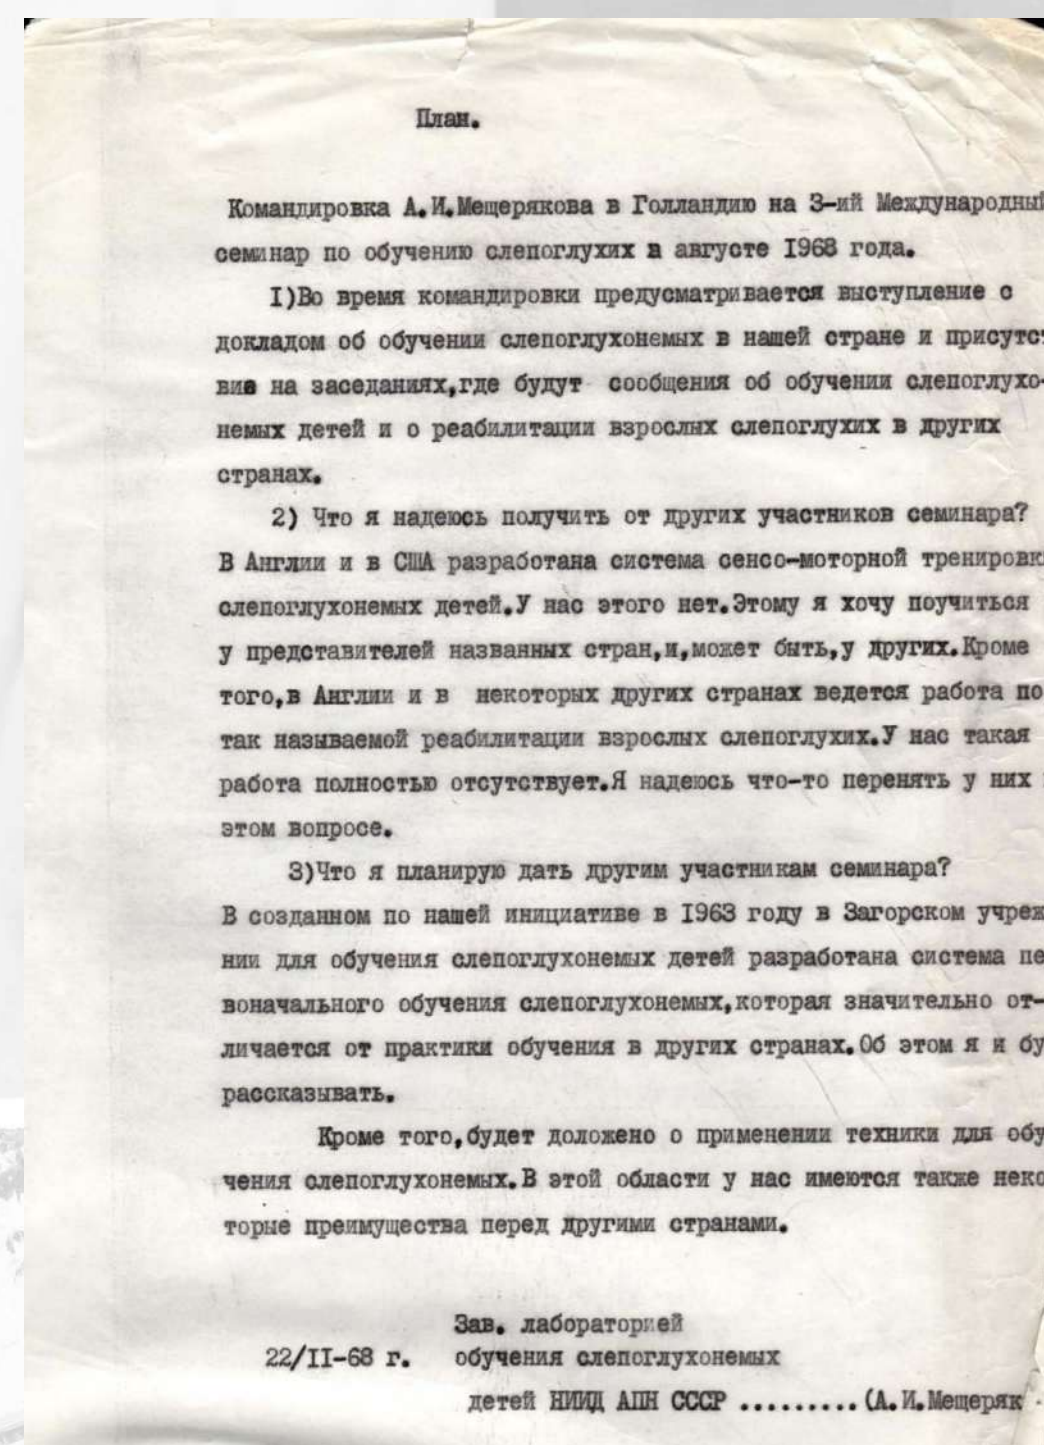 План.
Командировка А.И.Мещерякова в Голландию на 3-ий Международный
семинар по обучению слепоглухих в августе 1968 года.
I)Во время командировки предусматривается выступление с
докладом об обучении слепоглухонемых в нашей стране и присутст
вие на заседаниях,где будут сообщения об обучении слепоглухо-
немых детей и о реабилитации взрослых слепоглухих в других
странах.
2) Что я надеюсь получить от других участников семинара?
В Англии и в США разработана система сенсо-моторной тренировк
слепоглухонемых детей.У нас этого нет.Этому я хочу поучиться
у представителей названных стран,и,может быть,у других.Кроме
того,в Англии и в некоторых других странах ведется работа по
так называемой реабилитации взрослых слепоглухих.У нас такая
работа полностью отсутствует.Я надеюсь что-то перенять у них
этом вопросе.
3)Что я планирую дать другим участникам семинара?
В созданном по нашей инициативе в I963 году в Загорском учреж
нии для обучения слепоглухонемых детей разработана система пе
воначального обучения слепоглухонемых,которая значительно от-
личается от практики обучения в других странах.Об этом я и бу
рассказывать.
Кроме того,будет доложено о применении техники для обу
чения слепоглухонемых.В этой области у нас имеются также неко
торые преимущества перед другими странами.
Зав. лабораторией
22/II-68 г. обучения слепоглухонемых
детей НИИД АПН СССР .........(А.И.Мещеряк